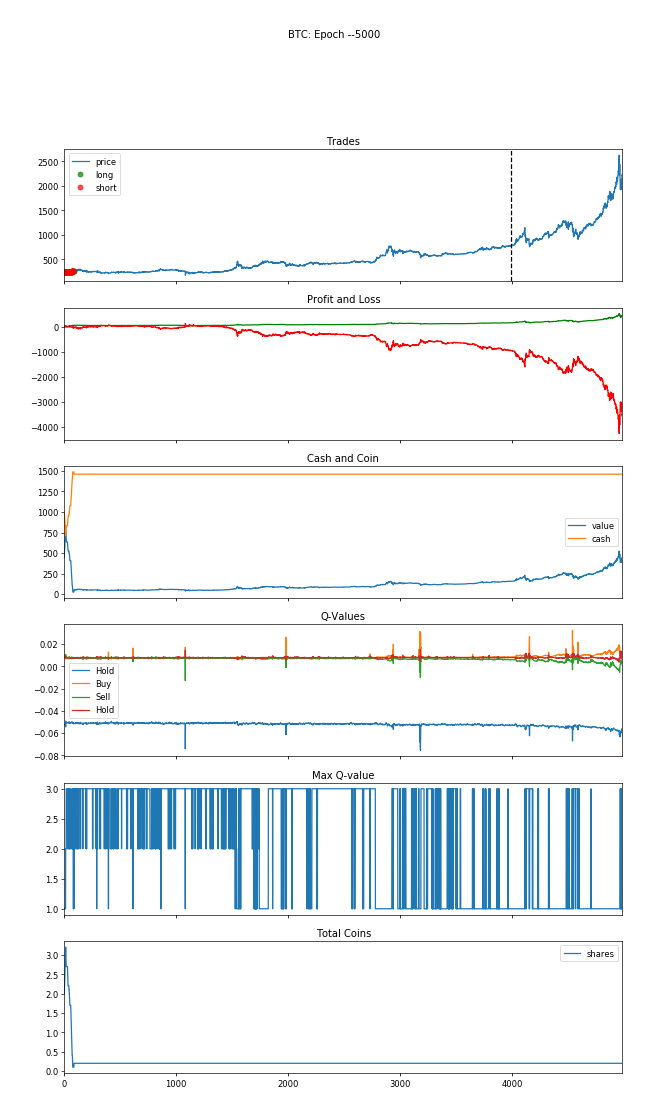 BTC: Epoch --5000
Trades
price
long
short
2500
2000
1500
1000
500
Profit and Loss
0
−1000
−2000
−3000
−4000
Cash and Coin
1500
1250
1000
750
500
250
0
value
cash
Q-Values
0.02
0.00
−0.02
−0.04
−0.06
−0.08
Hold
Buy
Sell
Hold
Max Q-value
3.0
2.5
2.0
1.5
1.0
Total Coins
shares
3.0
2.5
2.0
1.5
1.0
0.5
0.0
0 1000 2000 3000 4000